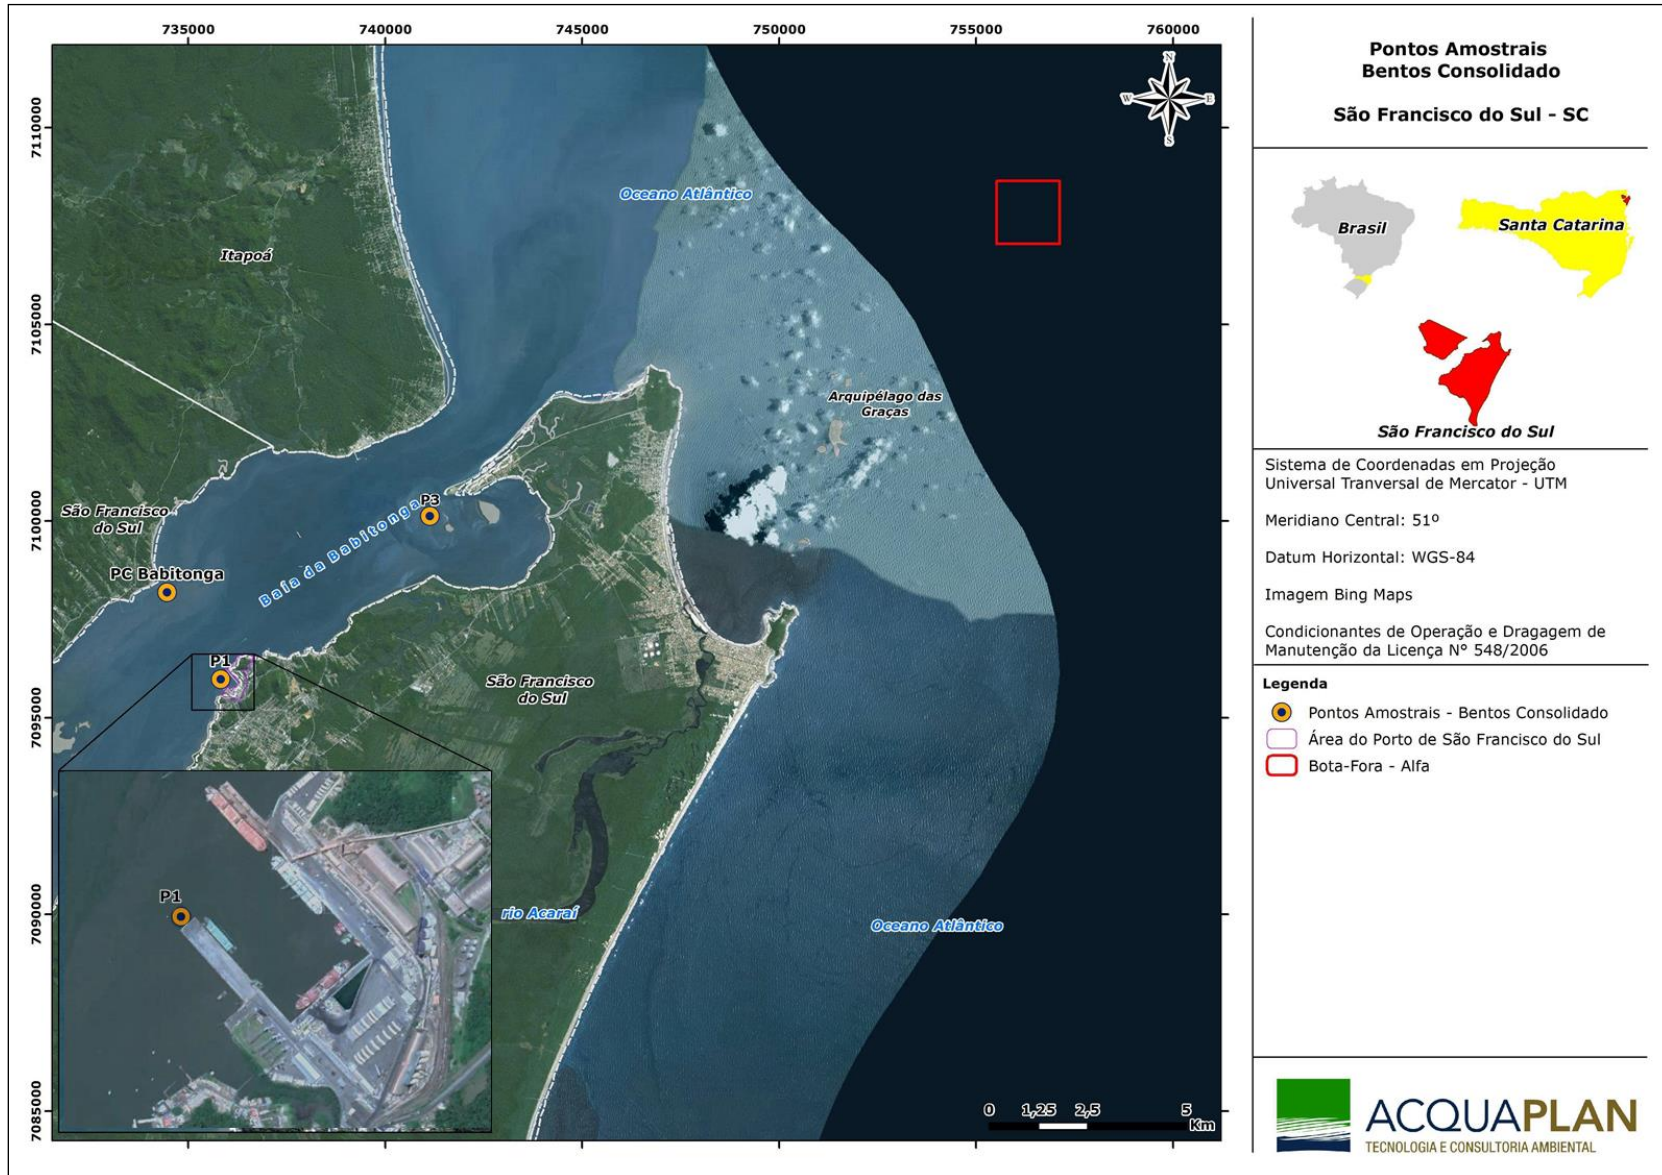 735000
740000
745000
750000
755000
760000
7110000
7105000
7100000
7095000
7090000
7085000
N
W
E
S
Oceano Atlântico
Itapoá
Arquipélago das
Graças
São Francisco
do Sul
P3
Baía da Babitonga
PC Babitonga
P1
São Francisco
do Sul
P1
rio Acaraí
Oceano Atlântico
0 1,25 2,5 5
Km
Pontos Amostrais
Bentos Consolidado
São Francisco do Sul - SC
Brasil
Santa Catarina
São Francisco do Sul
Sistema de Coordenadas em Projeção
Universal Tranversal de Mercator - UTM
Meridiano Central: 51º
Datum Horizontal: WGS-84
Imagem Bing Maps
Condicionantes de Operação e Dragagem de
Manutenção da Licença Nº 548/2006
Legenda
Pontos Amostrais - Bentos Consolidado
Área do Porto de São Francisco do Sul
Bota-Fora - Alfa
ACQUAPLAN
TECNOLOGIA E CONSULTORIA AMBIENTAL